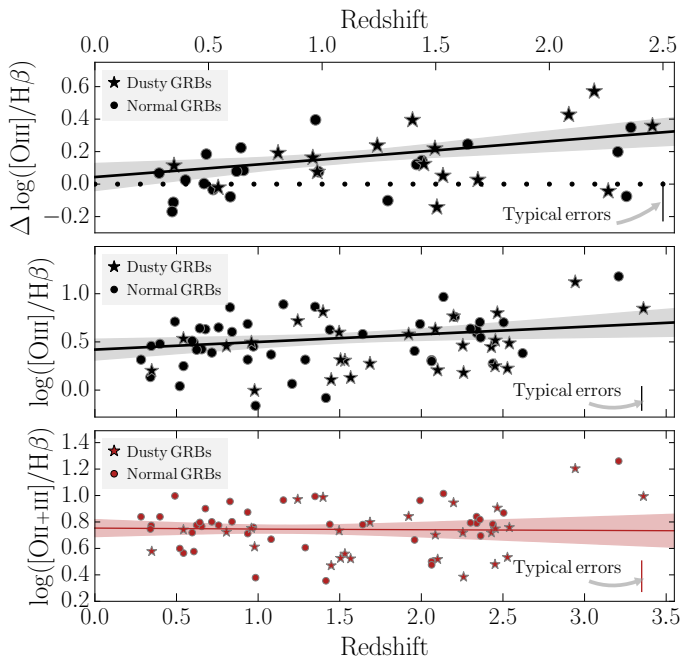 Redshift
0.0 0.5 1.0 1.5 2.0 2.5
Δ log([OIII]/Hβ)
0.6
0.4
0.2
0.0
−0.2
Dusty GRBs
Normal GRBs
Typical errors
log([OIII]/Hβ)
1.0
0.5
0.0
Dusty GRBs
Normal GRBs
Typical errors
log([OII+III]/Hβ)
1.4
1.2
1.0
0.8
0.6
0.4
0.2
Dusty GRBs
Normal GRBs
Typical errors
0.0 0.5 1.0 1.5 2.0 2.5 3.0 3.5
Redshift